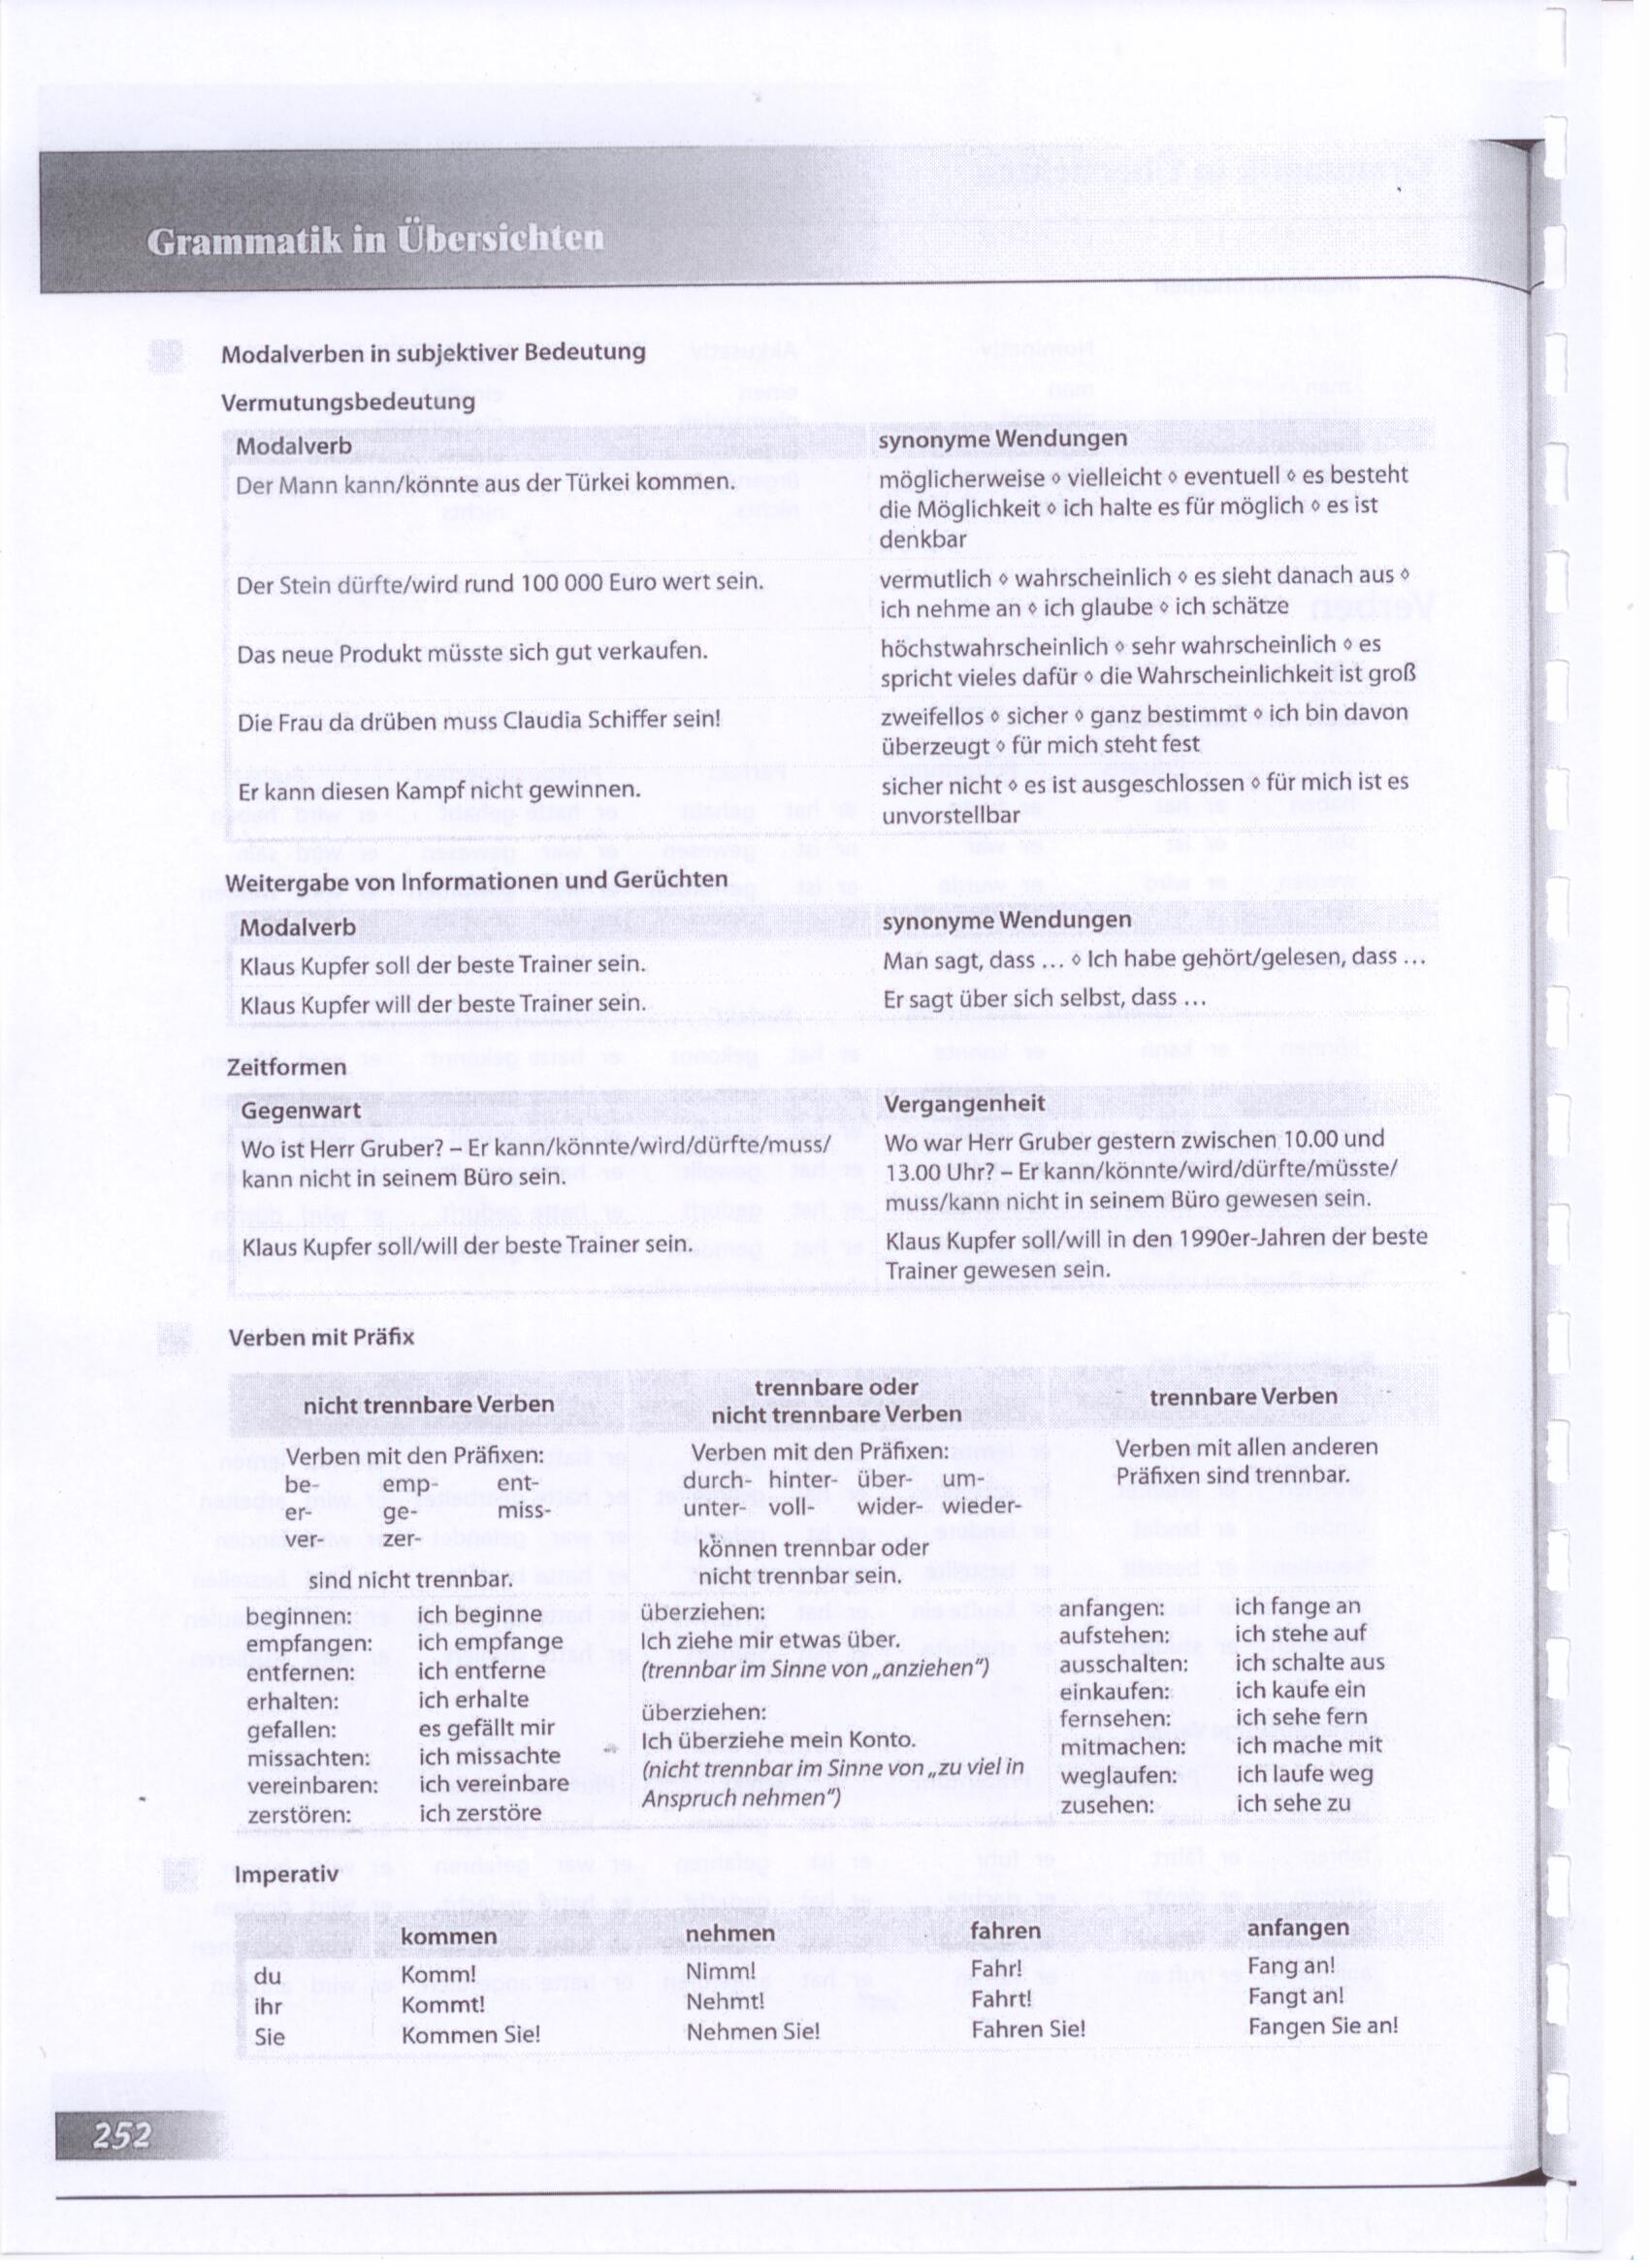 Grammatik in Übersichten
Modalverben in subjektiver Bedeutung
Vermutungsbedeutung
Modalverb synonyme Wendungen
Der Mann kann/könnte aus der Türkei kommen. möglicherweise ⋄ vielleicht ⋄ eventuell ⋄ es besteht
die Möglichkeit ⋄ ich halte es für möglich ⋄ es ist
denkbar
Der Stein dürfte/wird rund 100 000 Euro wert sein. vermutlich ⋄ wahrscheinlich ⋄ es sieht danach aus ⋄
ich nehme an ⋄ ich glaube ⋄ ich schätze
Das neue Produkt müsste sich gut verkaufen. höchstwahrscheinlich ⋄ sehr wahrscheinlich ⋄ es
spricht vieles dafür ⋄ die Wahrscheinlichkeit ist groß
Die Frau da drüben muss Claudia Schiffer sein! zweifellos ⋄ sicher ⋄ ganz bestimmt ⋄ ich bin davon
überzeugt ⋄ für mich steht fest
Er kann diesen Kampf nicht gewinnen. sicher nicht ⋄ es ist ausgeschlossen ⋄ für mich ist es
unvorstellbar
Weitergabe von Informationen und Gerüchten
Modalverb synonyme Wendungen
Klaus Kupfer soll der beste Trainer sein. Man sagt, dass … ⋄ Ich habe gehört/gelesen, dass …
Klaus Kupfer will der beste Trainer sein. Er sagt über sich selbst, dass …
Zeitformen
Gegenwart Vergangenheit
Wo ist Herr Gruber? – Er kann/könnte/wird/dürfte/muss/ Wo war Herr Gruber gestern zwischen 10.00 und
kann nicht in seinem Büro sein. 13.00 Uhr? – Er kann/könnte/wird/dürfte/müsste/
muss/kann nicht in seinem Büro gewesen sein.
Klaus Kupfer soll/will der beste Trainer sein. Klaus Kupfer soll/will in den 1990er-Jahren der beste
Trainer gewesen sein.
Verben mit Präfix
nicht trennbare Verben trennbare oder nicht trennbare Verben trennbare Verben
Verben mit den Präfixen: Verben mit den Präfixen: Verben mit allen anderen
be- emp- ent- durch- hinter- über- um- Präfixen sind trennbar.
er- ge- miss- unter- voll- wider- wieder-
ver- zer- können trennbar oder
sind nicht trennbar. nicht trennbar sein.
beginnen: ich beginne überziehen: anfangen: ich fange an
empfangen: ich empfange Ich ziehe mir etwas über. aufstehen: ich stehe auf
entfernen: ich entferne (trennbar im Sinne von „anziehen“) ausschalten: ich schalte aus
erhalten: ich erhalte einkaufen: ich kaufe ein
gefallen: es gefällt mir überziehen: fernsehen: ich sehe fern
missachten: ich missachte Ich überziehe mein Konto. mitmachen: ich mache mit
vereinbaren: ich vereinbare (nicht trennbar im Sinne von „zu viel in weglaufen: ich laufe weg
zerstören: ich zerstöre Anspruch nehmen“) zusehen: ich sehe zu
Imperativ
kommen nehmen fahren anfangen
du Komm! Nimm! Fahr! Fang an!
ihr Kommt! Nehmt! Fahrt! Fangt an!
Sie Kommen Sie! Nehmen Sie! Fahren Sie! Fangen Sie an!
252